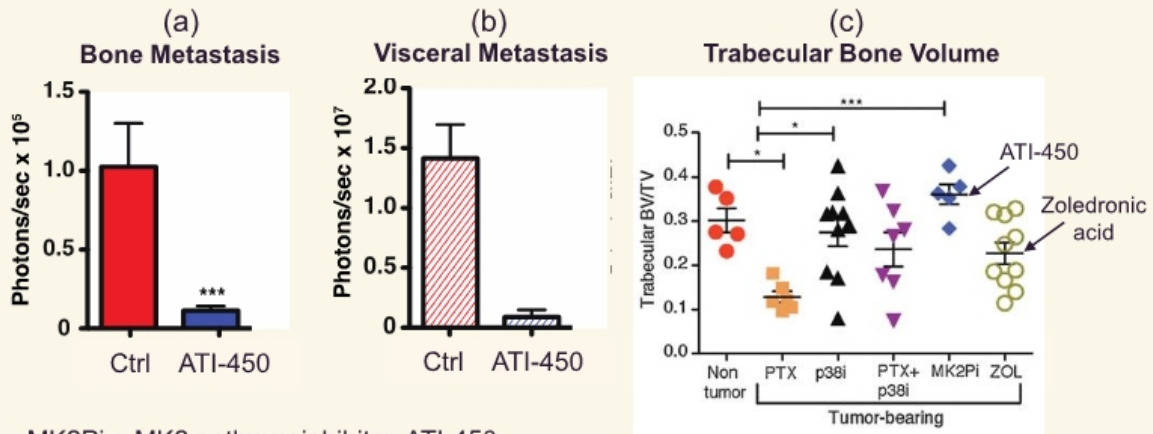 (a)
Bone Metastasis
Photons/sec x 10⁵
1.5
1.0
0.5
0
***
Ctrl ATI-450
(b)
Visceral Metastasis
Photons/sec x 10⁷
2.0
1.5
1.0
0.5
0
Ctrl ATI-450
(c)
Trabecular Bone Volume
Trabecular BV/TV
0.5
0.4
0.3
0.2
0.1
0.0
***
*
*
ATI-450
Zoledronic
acid
Non PTX p38i PTX+ MK2Pi ZOL
tumor p38i
Tumor-bearing